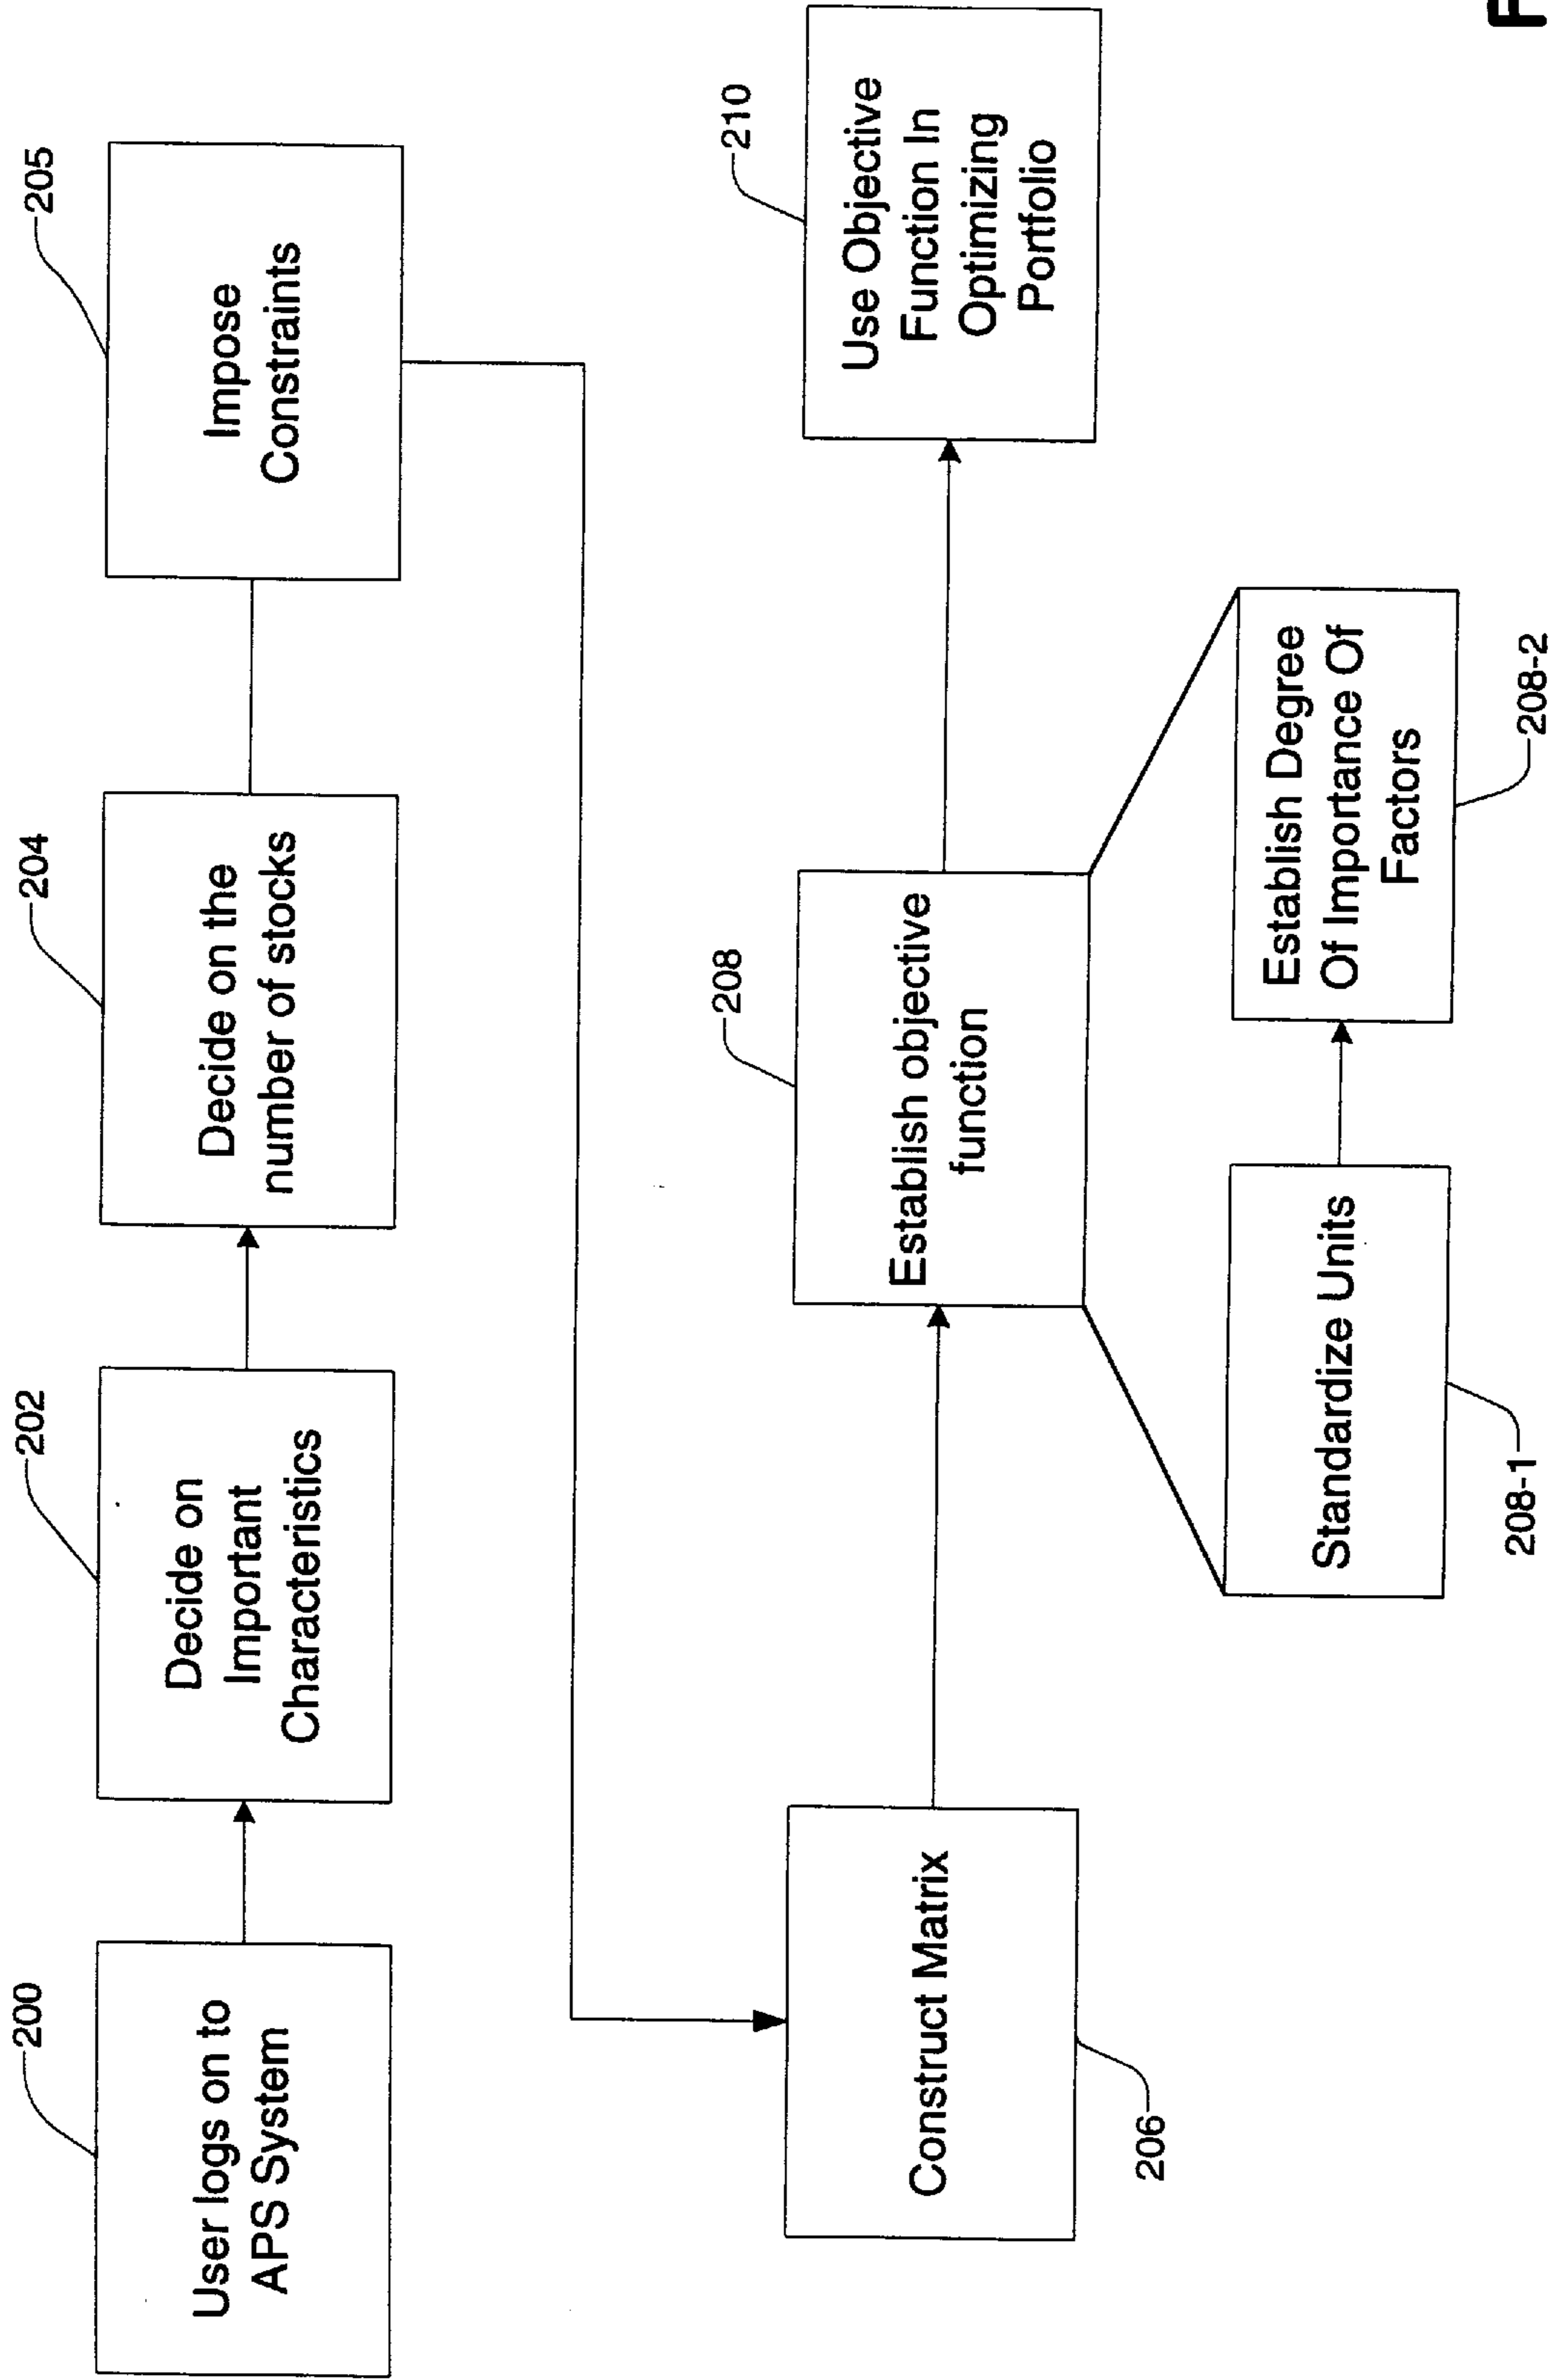 200
User logs on to
APS System
202
Decide on
Important
Characteristics
204
Decide on the
number of stocks
205
Impose
Constraints
206
Construct Matrix
208
Establish objective
function
208-1
Standardize Units
208-2
Establish Degree
Of Importance Of
Factors
210
Use Objective
Function In
Optimizing
Portfolio
F